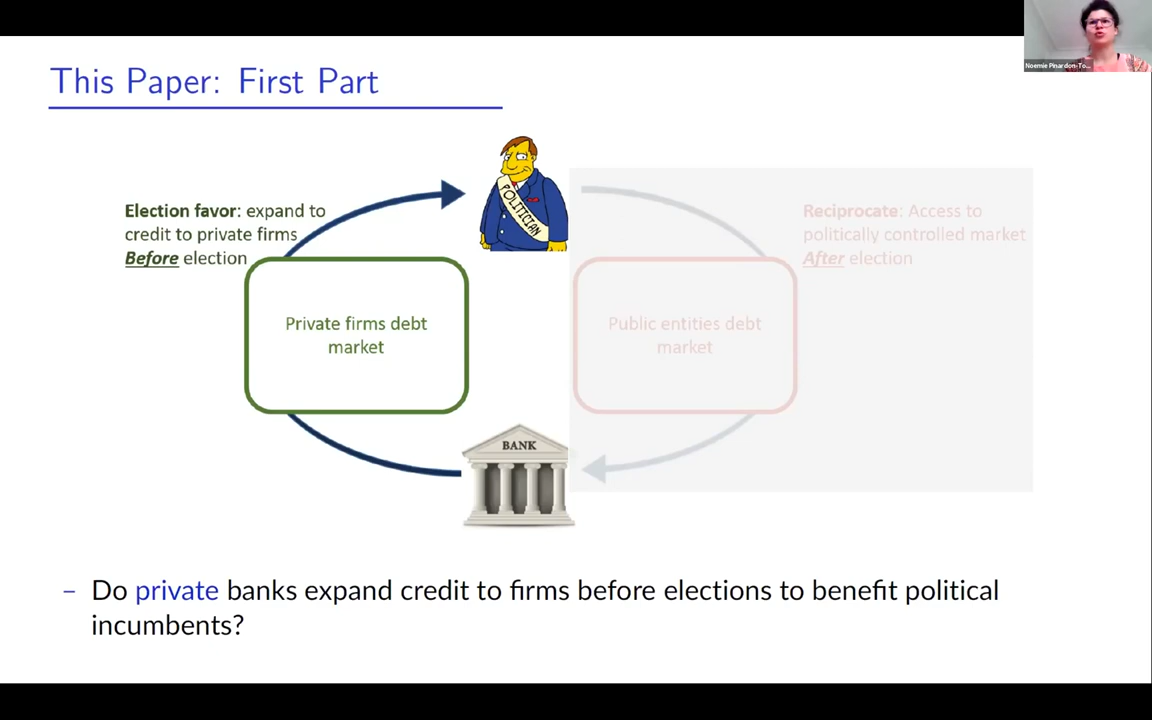 This Paper: First Part
Noemie Pinardon-To...
POLITICIAN
Election favor: expand to
credit to private firms
Before election
Reciprocate: Access to
politically controlled market
After election
Private firms debt
market
Public entities debt
market
BANK
– Do private banks expand credit to firms before elections to benefit political
incumbents?